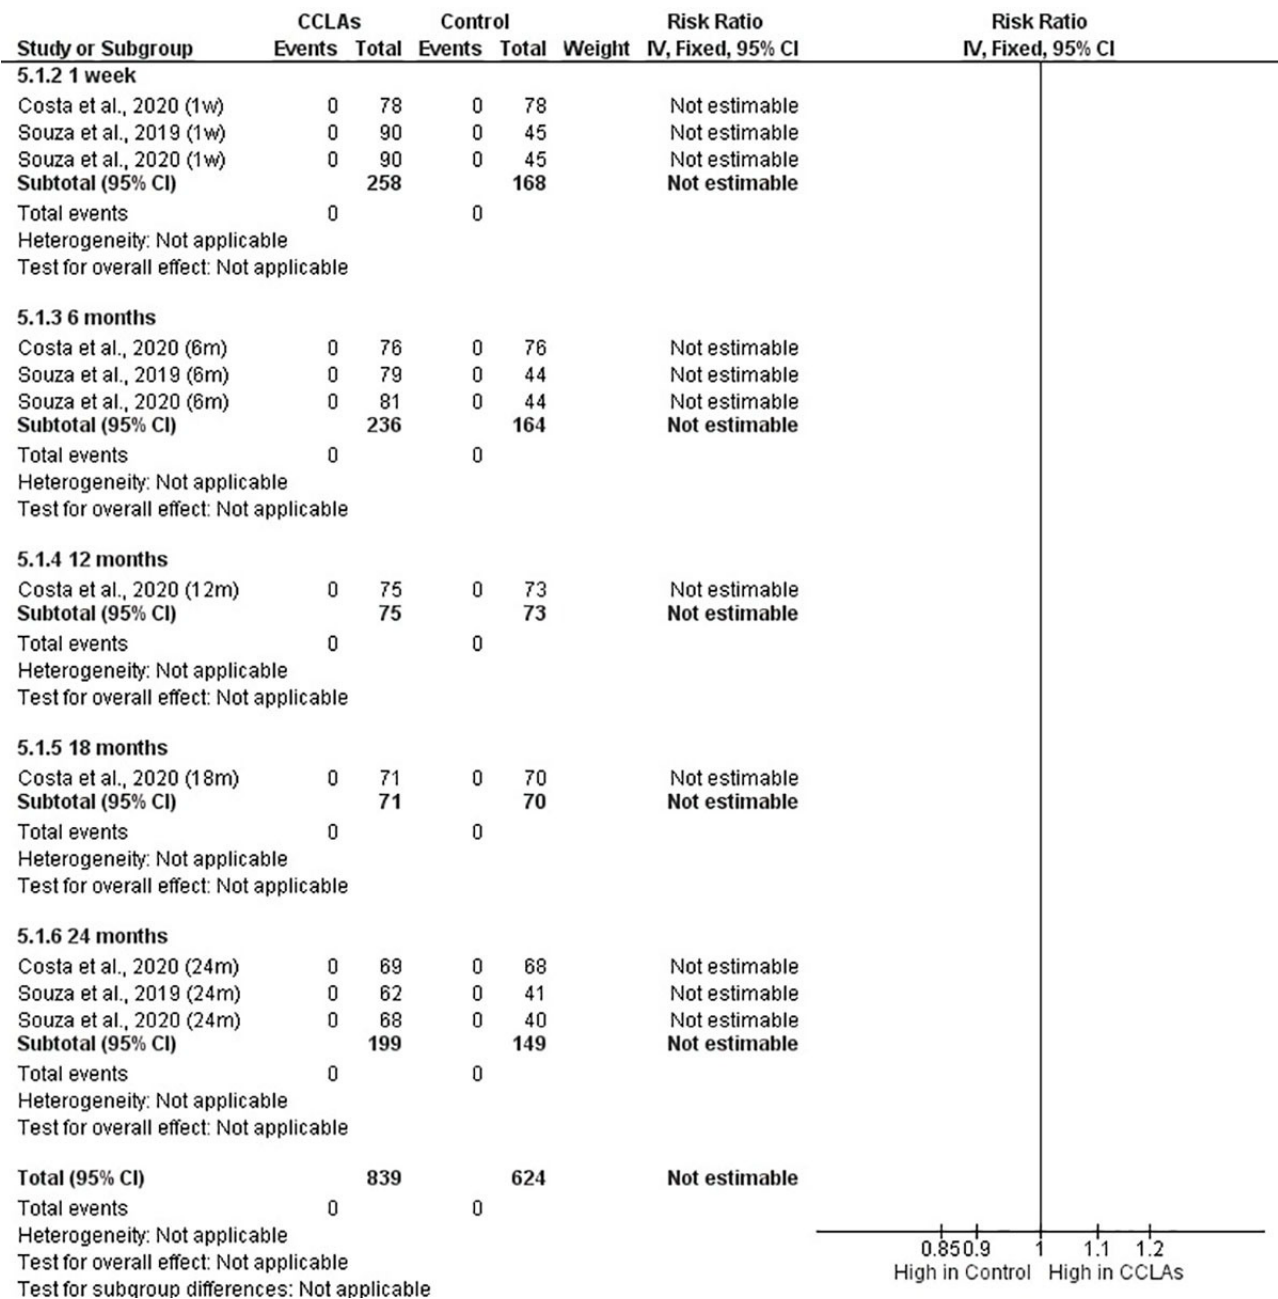 CCLAs Control Risk Ratio Risk Ratio
Study or Subgroup Events Total Events Total Weight IV, Fixed, 95% CI IV, Fixed, 95% CI
5.1.2 1 week
Costa et al., 2020 (1w) 0 78 0 78 Not estimable
Souza et al., 2019 (1w) 0 90 0 45 Not estimable
Souza et al., 2020 (1w) 0 90 0 45 Not estimable
Subtotal (95% CI) 258 168 Not estimable
Total events 0 0
Heterogeneity: Not applicable
Test for overall effect: Not applicable
5.1.3 6 months
Costa et al., 2020 (6m) 0 76 0 76 Not estimable
Souza et al., 2019 (6m) 0 79 0 44 Not estimable
Souza et al., 2020 (6m) 0 81 0 44 Not estimable
Subtotal (95% CI) 236 164 Not estimable
Total events 0 0
Heterogeneity: Not applicable
Test for overall effect: Not applicable
5.1.4 12 months
Costa et al., 2020 (12m) 0 75 0 73 Not estimable
Subtotal (95% CI) 75 73 Not estimable
Total events 0 0
Heterogeneity: Not applicable
Test for overall effect: Not applicable
5.1.5 18 months
Costa et al., 2020 (18m) 0 71 0 70 Not estimable
Subtotal (95% CI) 71 70 Not estimable
Total events 0 0
Heterogeneity: Not applicable
Test for overall effect: Not applicable
5.1.6 24 months
Costa et al., 2020 (24m) 0 69 0 68 Not estimable
Souza et al., 2019 (24m) 0 62 0 41 Not estimable
Souza et al., 2020 (24m) 0 68 0 40 Not estimable
Subtotal (95% CI) 199 149 Not estimable
Total events 0 0
Heterogeneity: Not applicable
Test for overall effect: Not applicable
Total (95% CI) 839 624 Not estimable
Total events 0 0
Heterogeneity: Not applicable
Test for overall effect: Not applicable
Test for subgroup differences: Not applicable
0.85 0.9 1 1.1 1.2
High in Control High in CCLAs